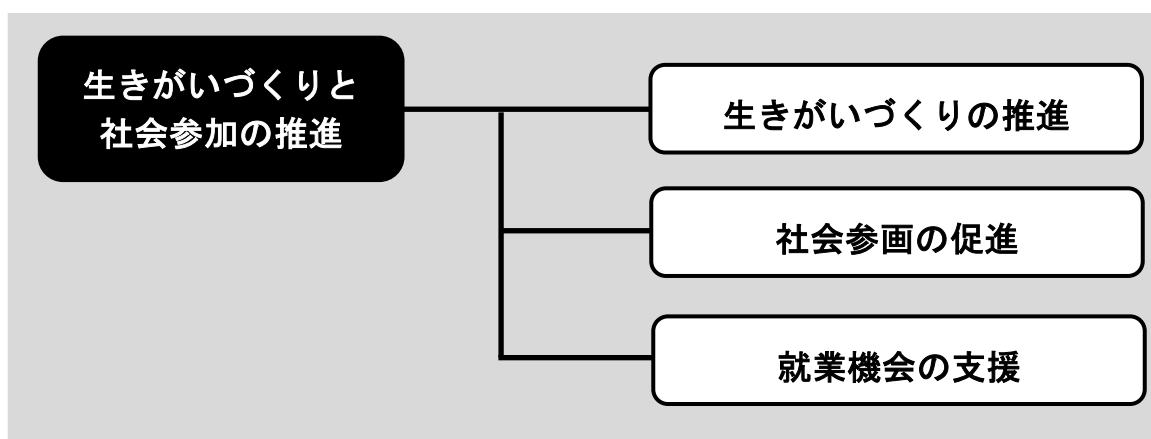 生きがいづくりと
社会参加の推進
生きがいづくりの推進
社会参画の促進
就業機会の支援